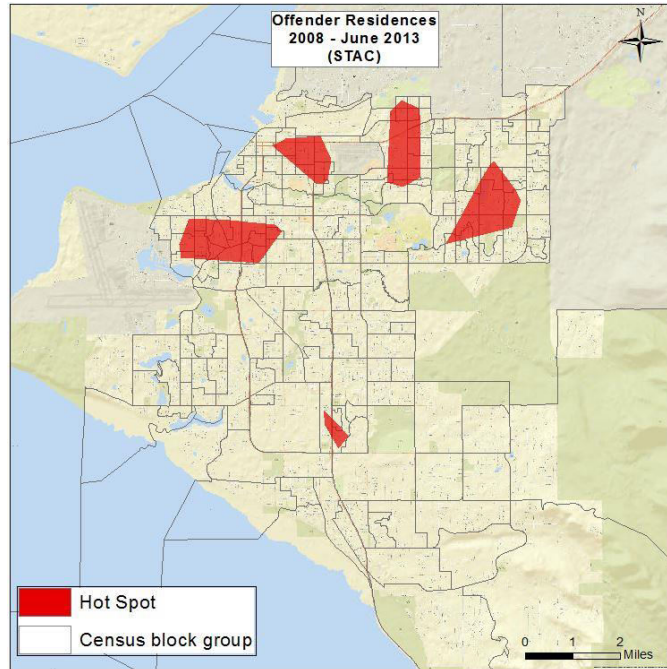 Offender Residences
2008 - June 2013
(STAC)
N
Hot Spot
Census block group
0 1 2
Miles